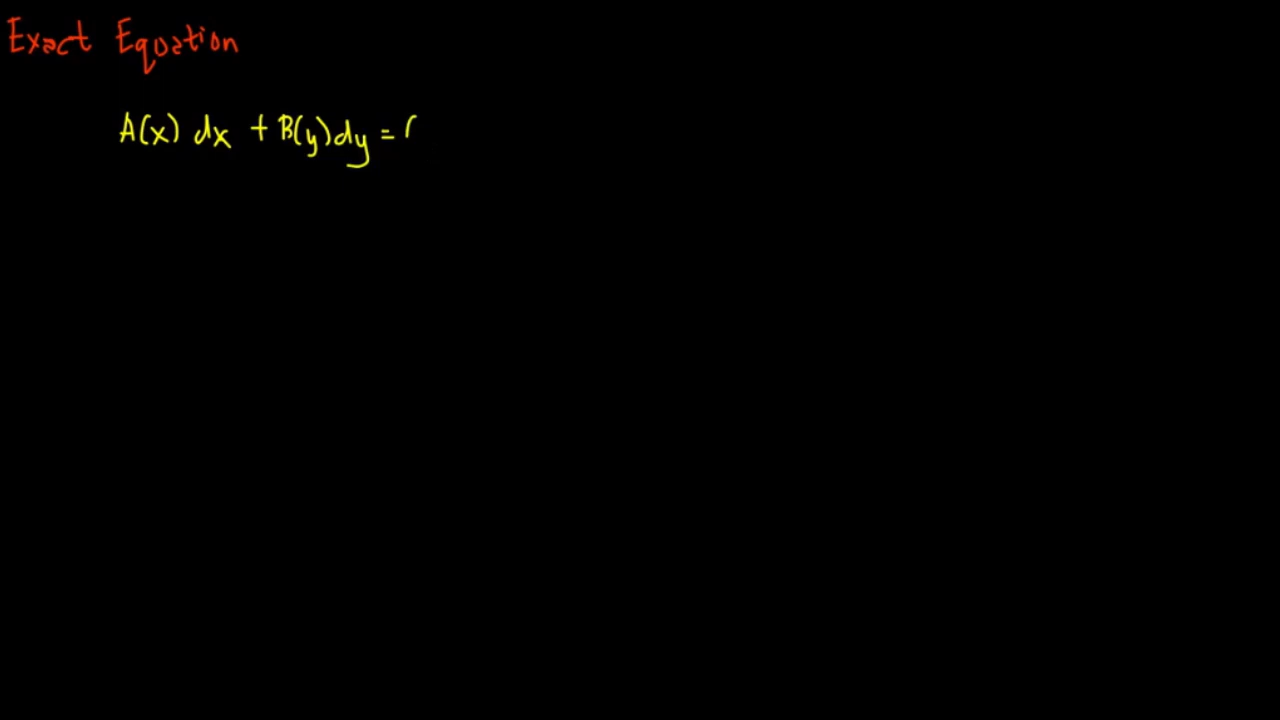 Exact Equation
A(x) dx + B(y) dy =